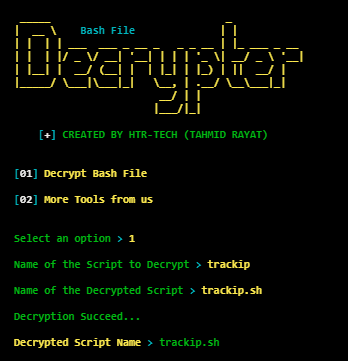 Bash File
Decrypter
[+] CREATED BY HTR-TECH (TAHMID RAYAT)
[01] Decrypt Bash File
[02] More Tools from us
Select an option > 1
Name of the Script to Decrypt > trackip
Name of the Decrypted Script > trackip.sh
Decryption Succeed...
Decrypted Script Name > trackip.sh